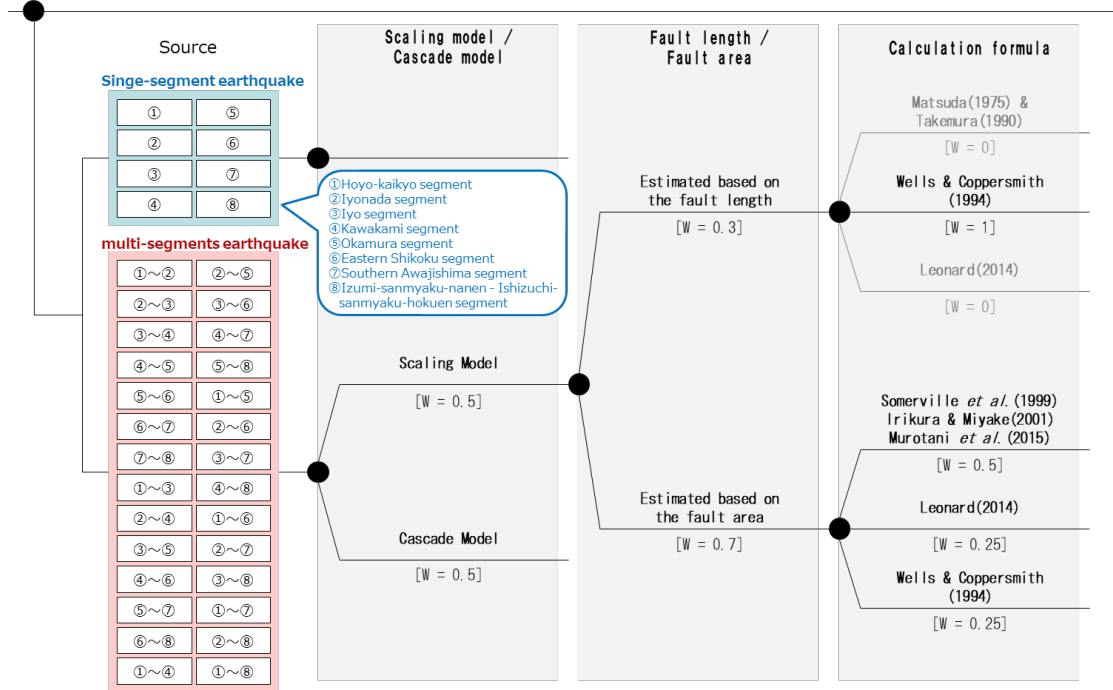 Source
Scaling model /
Cascade model
Fault length /
Fault area
Calculation formula
Singe-segment earthquake
① ⑤
② ⑥
③ ⑦
④ ⑧
①Hoyo-kaikyo segment
②Iyonada segment
③Iyo segment
④Kawakami segment
⑤Okamura segment
⑥Eastern Shikoku segment
⑦Southern Awajishima segment
⑧Izumi-sanmyaku-nanen - Ishizuchi-
sanmyaku-hokuen segment
multi-segments earthquake
①～② ②～⑤
②～③ ③～⑥
③～④ ④～⑦
④～⑤ ⑤～⑧
⑤～⑥ ①～⑤
⑥～⑦ ②～⑥
⑦～⑧ ③～⑦
①～③ ④～⑧
②～④ ①～⑥
③～⑤ ②～⑦
④～⑥ ③～⑧
⑤～⑦ ①～⑦
⑥～⑧ ②～⑧
①～④ ①～⑧
Scaling Model
[W = 0.5]
Cascade Model
[W = 0.5]
Estimated based on
the fault length
[W = 0.3]
Estimated based on
the fault area
[W = 0.7]
Matsuda(1975) &
Takemura(1990)
[W = 0]
Wells & Coppersmith
(1994)
[W = 1]
Leonard(2014)
[W = 0]
Somerville et al.(1999)
Irikura & Miyake(2001)
Murotani et al.(2015)
[W = 0.5]
Leonard(2014)
[W = 0.25]
Wells & Coppersmith
(1994)
[W = 0.25]